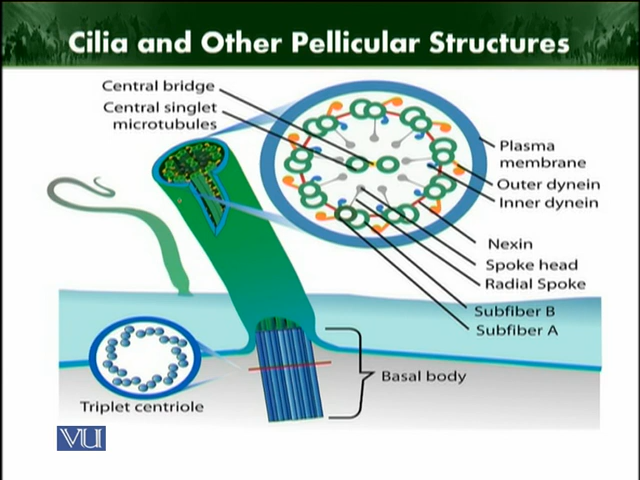 Cilia and Other Pellicular Structures
Central bridge
Central singlet
microtubules
Plasma
membrane
Outer dynein
Inner dynein
Nexin
Spoke head
Radial Spoke
Subfiber B
Subfiber A
Basal body
Triplet centriole
VU